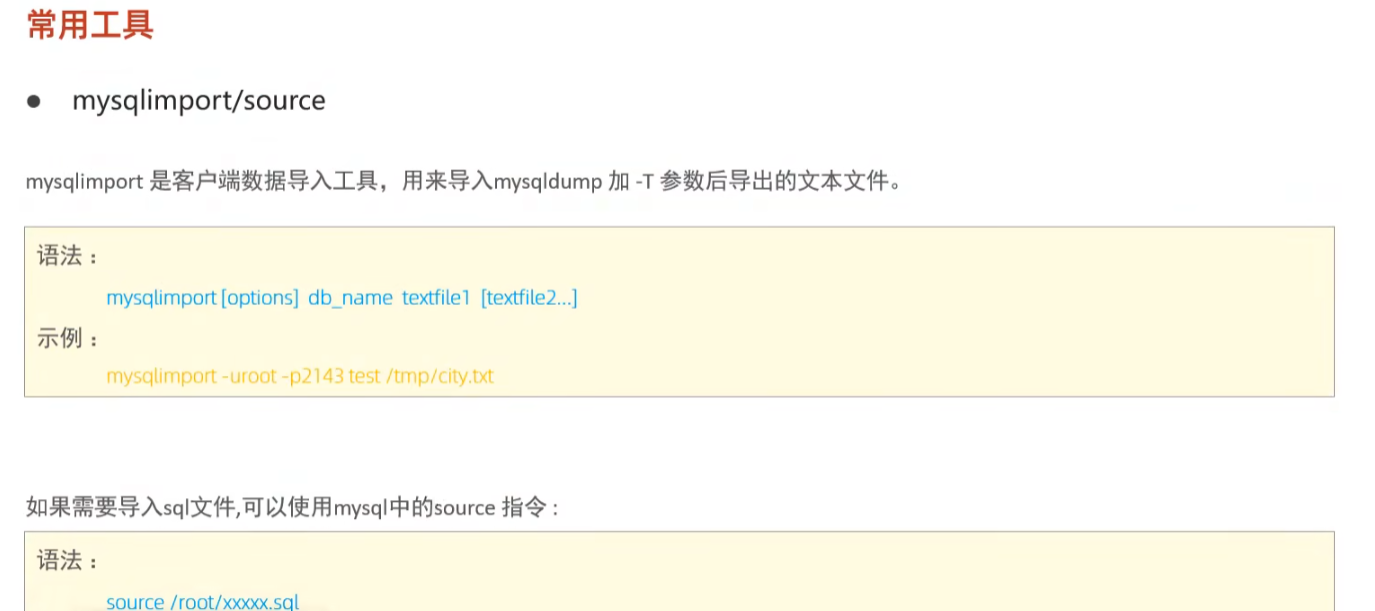 常用工具
● mysqlimport/source
mysqlimport 是客户端数据导入工具，用来导入mysqldump 加 -T 参数后导出的文本文件。
语法：
mysqlimport [options] db_name textfile1 [textfile2...]
示例：
mysqlimport -uroot -p2143 test /tmp/city.txt
如果需要导入sql文件,可以使用mysql中的source 指令 :
语法：
source /root/xxxxx.sql